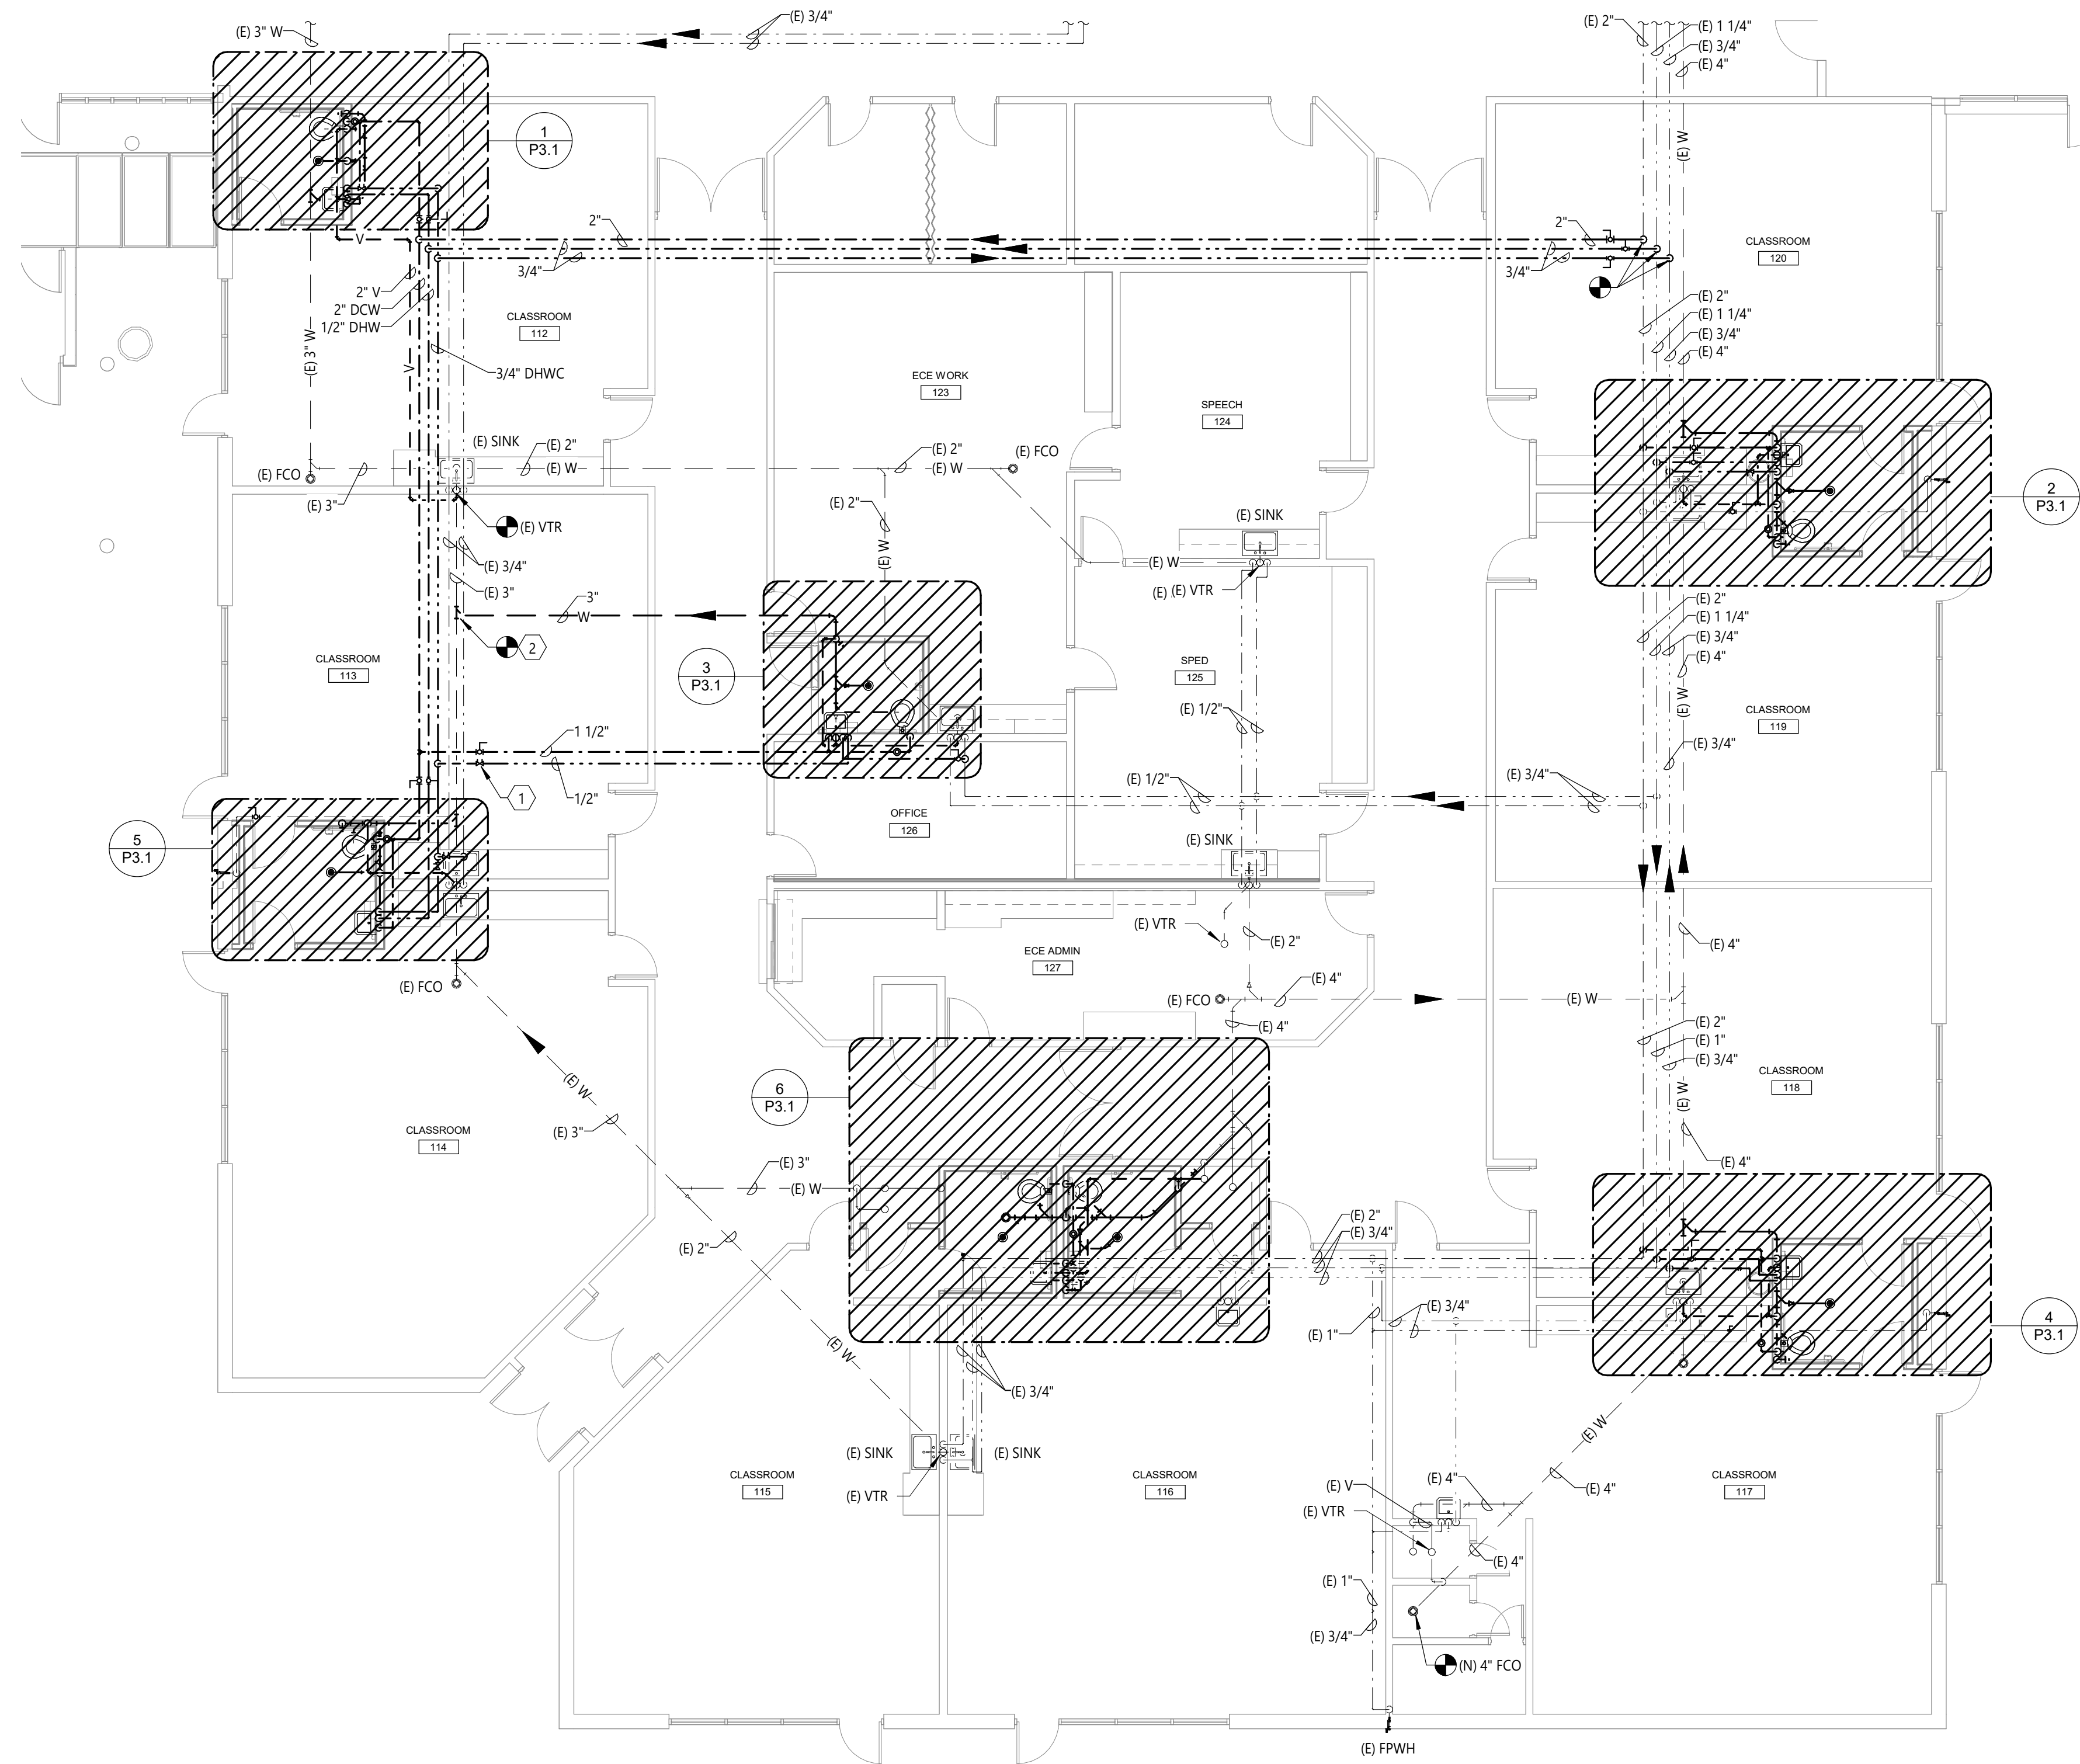 (E) 3" W
(E) 3/4"
(E) 2"
(E) 1 1/4"
(E) 3/4"
(E) 4"
1
P3.1
(E) W
2"
2"
3/4"
3/4"
CLASSROOM
120
2" V
2" DCW
1/2" DHW
V
CLASSROOM
112
(E) 2"
(E) 1 1/4"
(E) 3/4"
(E) 4"
(E) 3" W
V
3/4" DHWC
ECE WORK
123
SPEECH
124
(E) SINK
(E) 2"
(E) W
(E) 2"
(E) W
(E) FCO
(E) FCO
(E) 3"
(E) 2"
(E) VTR
(E) SINK
2
P3.1
(E) W
(E) W
(E) 3/4"
(E) 3"
(E) (E) VTR
3"
W
(E) 2"
(E) 1 1/4"
(E) 3/4"
(E) 4"
2
CLASSROOM
113
3
P3.1
SPED
125
(E) W
(E) 1/2"
CLASSROOM
119
1 1/2"
(E) 3/4"
(E) 1/2"
(E) 3/4"
1
1/2"
OFFICE
126
5
P3.1
(E) SINK
(E) VTR
(E) 2"
(E) 4"
ECE ADMIN
127
(E) FCO
(E) 4"
(E) FCO
(E) W
(E) 4"
(E) 2"
(E) 1"
(E) 3/4"
(E) W
6
P3.1
CLASSROOM
118
(E) W
(E) 3"
CLASSROOM
114
(E) 3"
(E) W
(E) 4"
(E) 2"
(E) 2"
(E) 3/4"
(E) 3/4"
(E) 1"
4
P3.1
(E) W
(E) 3/4"
(E) W
(E) SINK
(E) SINK
CLASSROOM
115
(E) VTR
CLASSROOM
116
(E) 4"
(E) V
(E) 4"
CLASSROOM
117
(E) VTR
(E) 4"
(E) 1"
(E) 3/4"
(N) 4" FCO
(E) FPWH